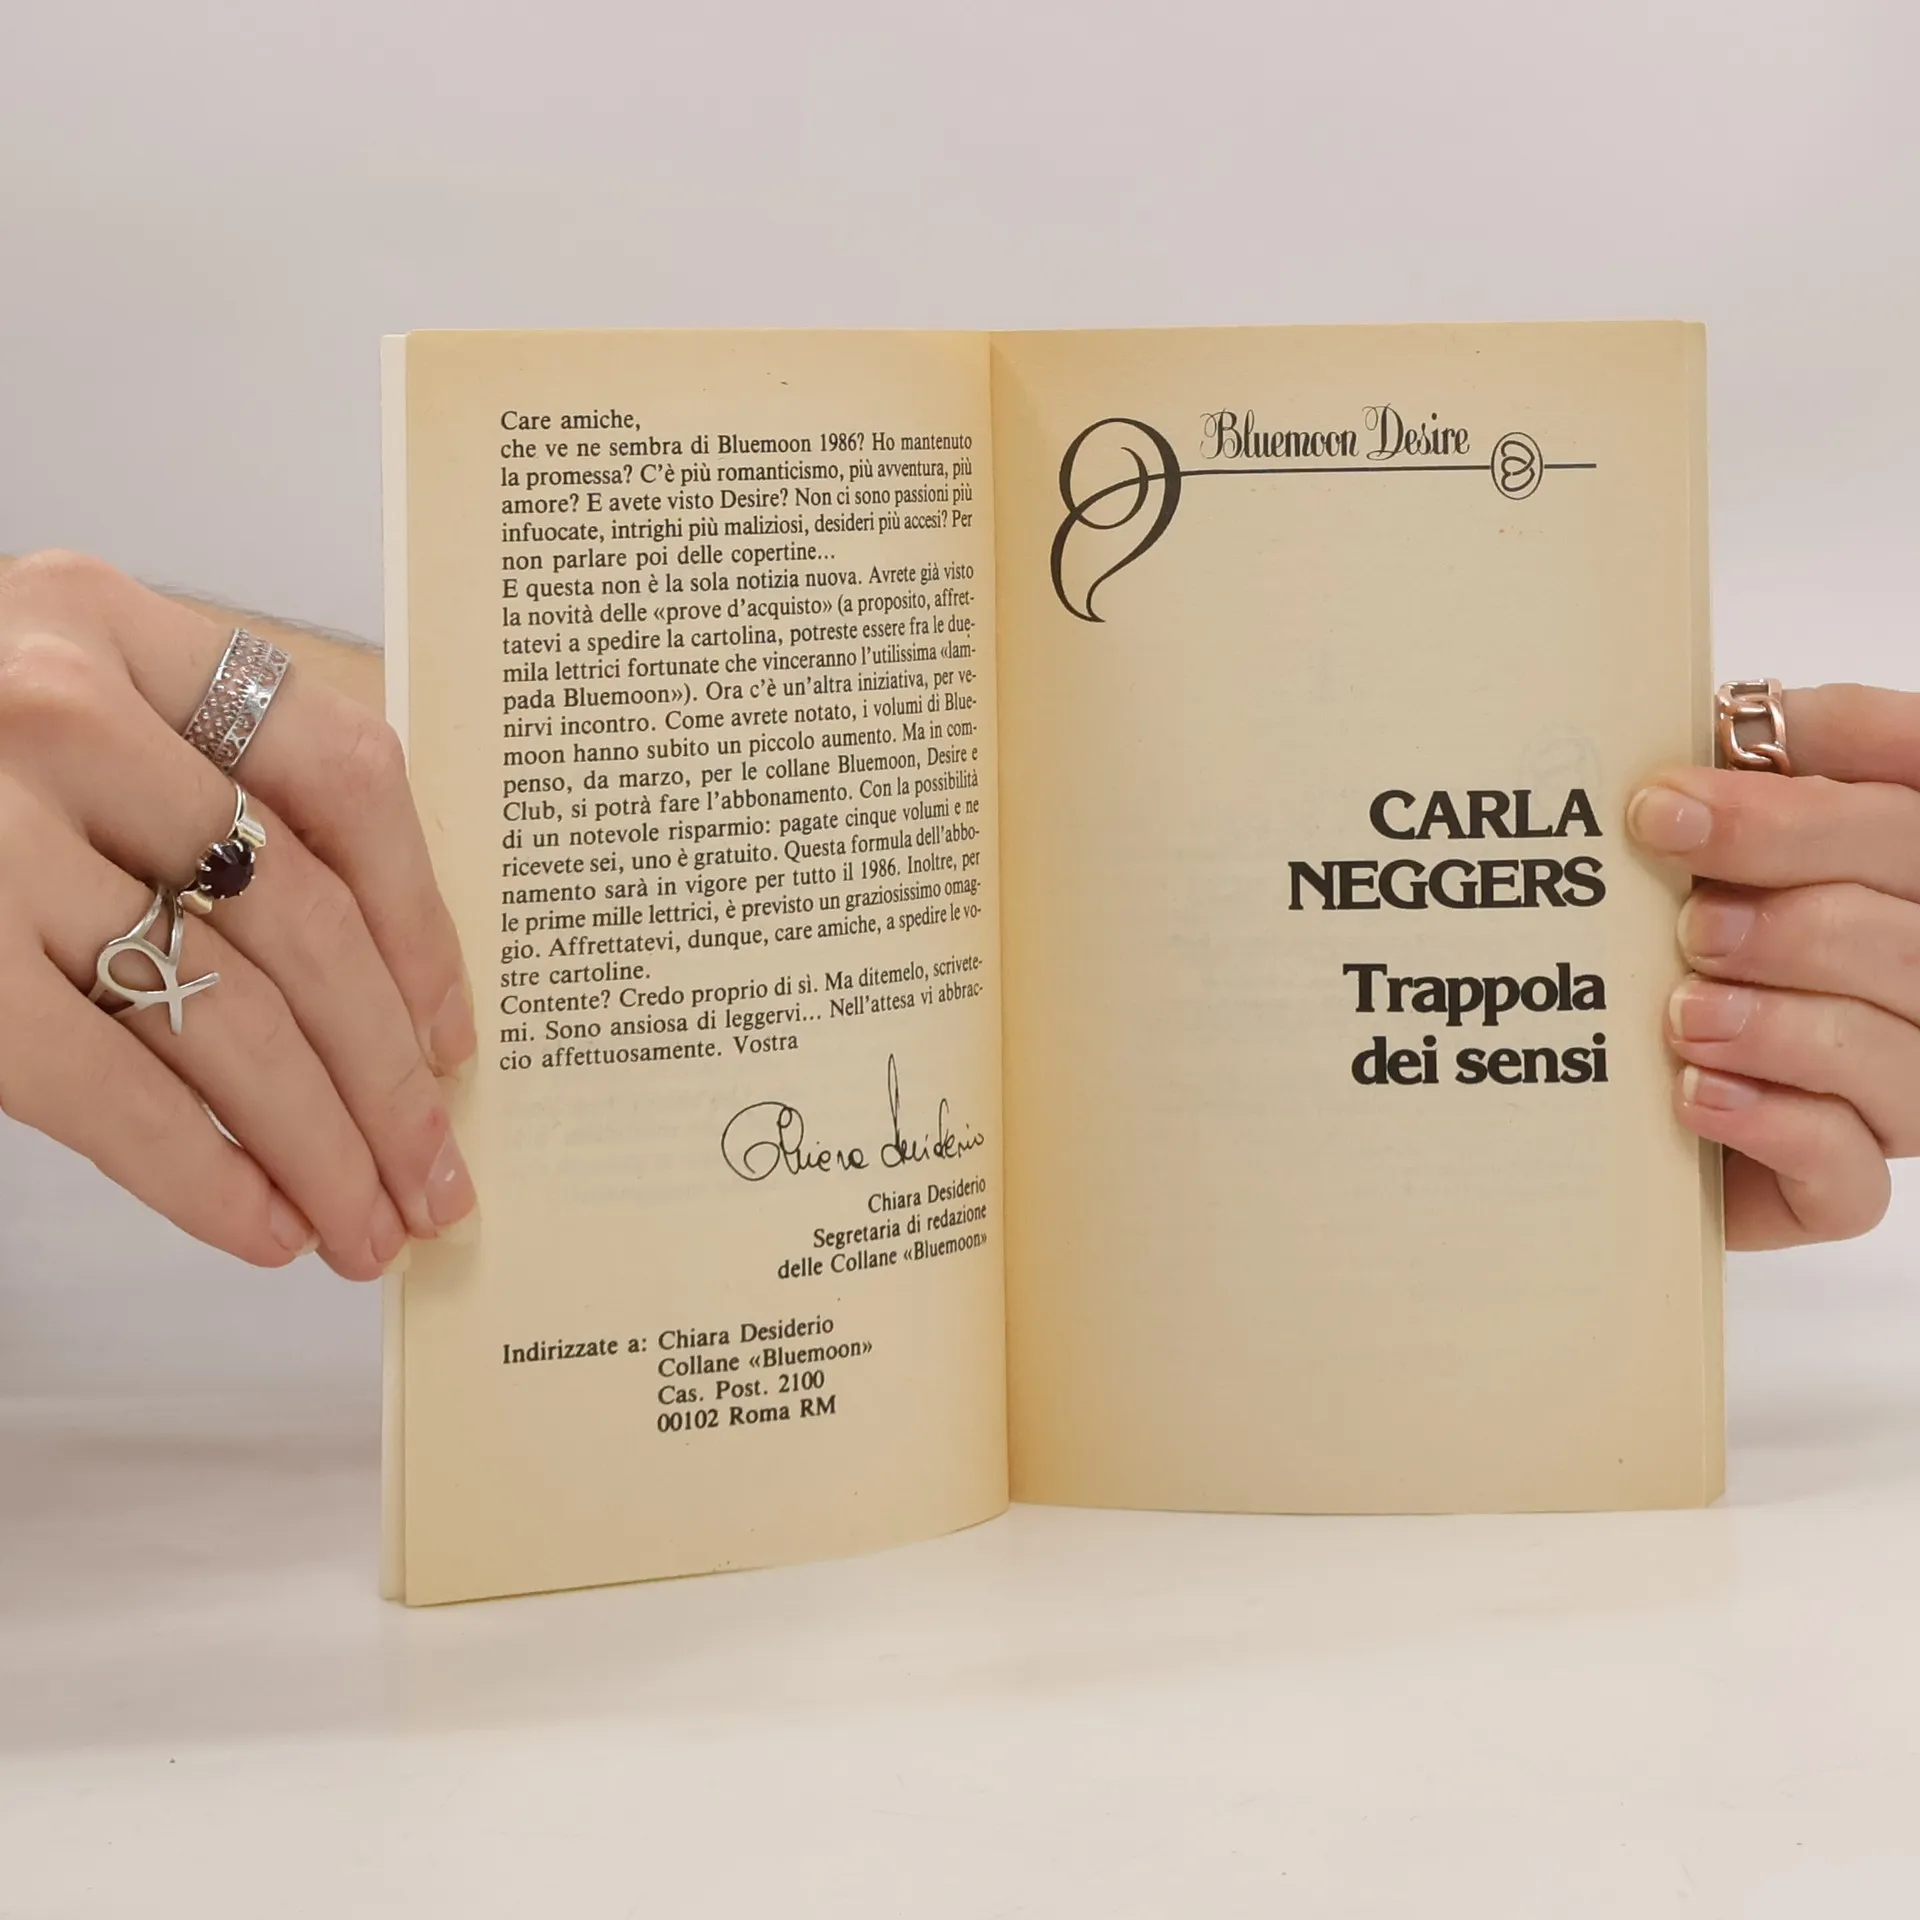 Care amiche,
che ve ne sembra di Bluemoon 1986? Ho mantenuto
la promessa? C'è più romanticismo, più avventura, più
amore? E avete visto Desire? Non ci sono passioni più
infuocate, intrighi più maliziosi, desideri più accesi? Per
non parlare poi delle copertine...
E questa non è la sola notizia nuova. Avrete già visto
la novità delle «prove d'acquisto» (a proposito, affret-
tatevi a spedire la cartolina, potreste essere fra le due-
mila lettrici fortunate che vinceranno l'utilissima «lam-
pada Bluemoon»). Ora c'è un'altra iniziativa, per ve-
nirvi incontro. Come avrete notato, i volumi di Blue-
moon hanno subito un piccolo aumento. Ma in com-
penso, da marzo, per le collane Bluemoon, Desire e
Club, si potrà fare l'abbonamento. Con la possibilità
di un notevole risparmio: pagate cinque volumi e ne
ricevete sei, uno è gratuito. Questa formula dell'abbo-
namento sarà in vigore per tutto il 1986. Inoltre, per
le prime mille lettrici, è previsto un graziosissimo omag-
gio. Affrettatevi, dunque, care amiche, a spedire le vo-
stre cartoline.
Contente? Credo proprio di sì. Ma ditemelo, scrivete-
mi. Sono ansiosa di leggervi... Nell'attesa vi abbrac-
cio affettuosamente. Vostra
Chiara Desiderio
Chiara Desiderio
Segretaria di redazione
delle Collane «Bluemoon»
Indirizzate a: Chiara Desiderio
Collane «Bluemoon»
Cas. Post. 2100
00102 Roma RM
Bluemoon Desire
CARLA
NEGGERS
Trappola
dei sensi